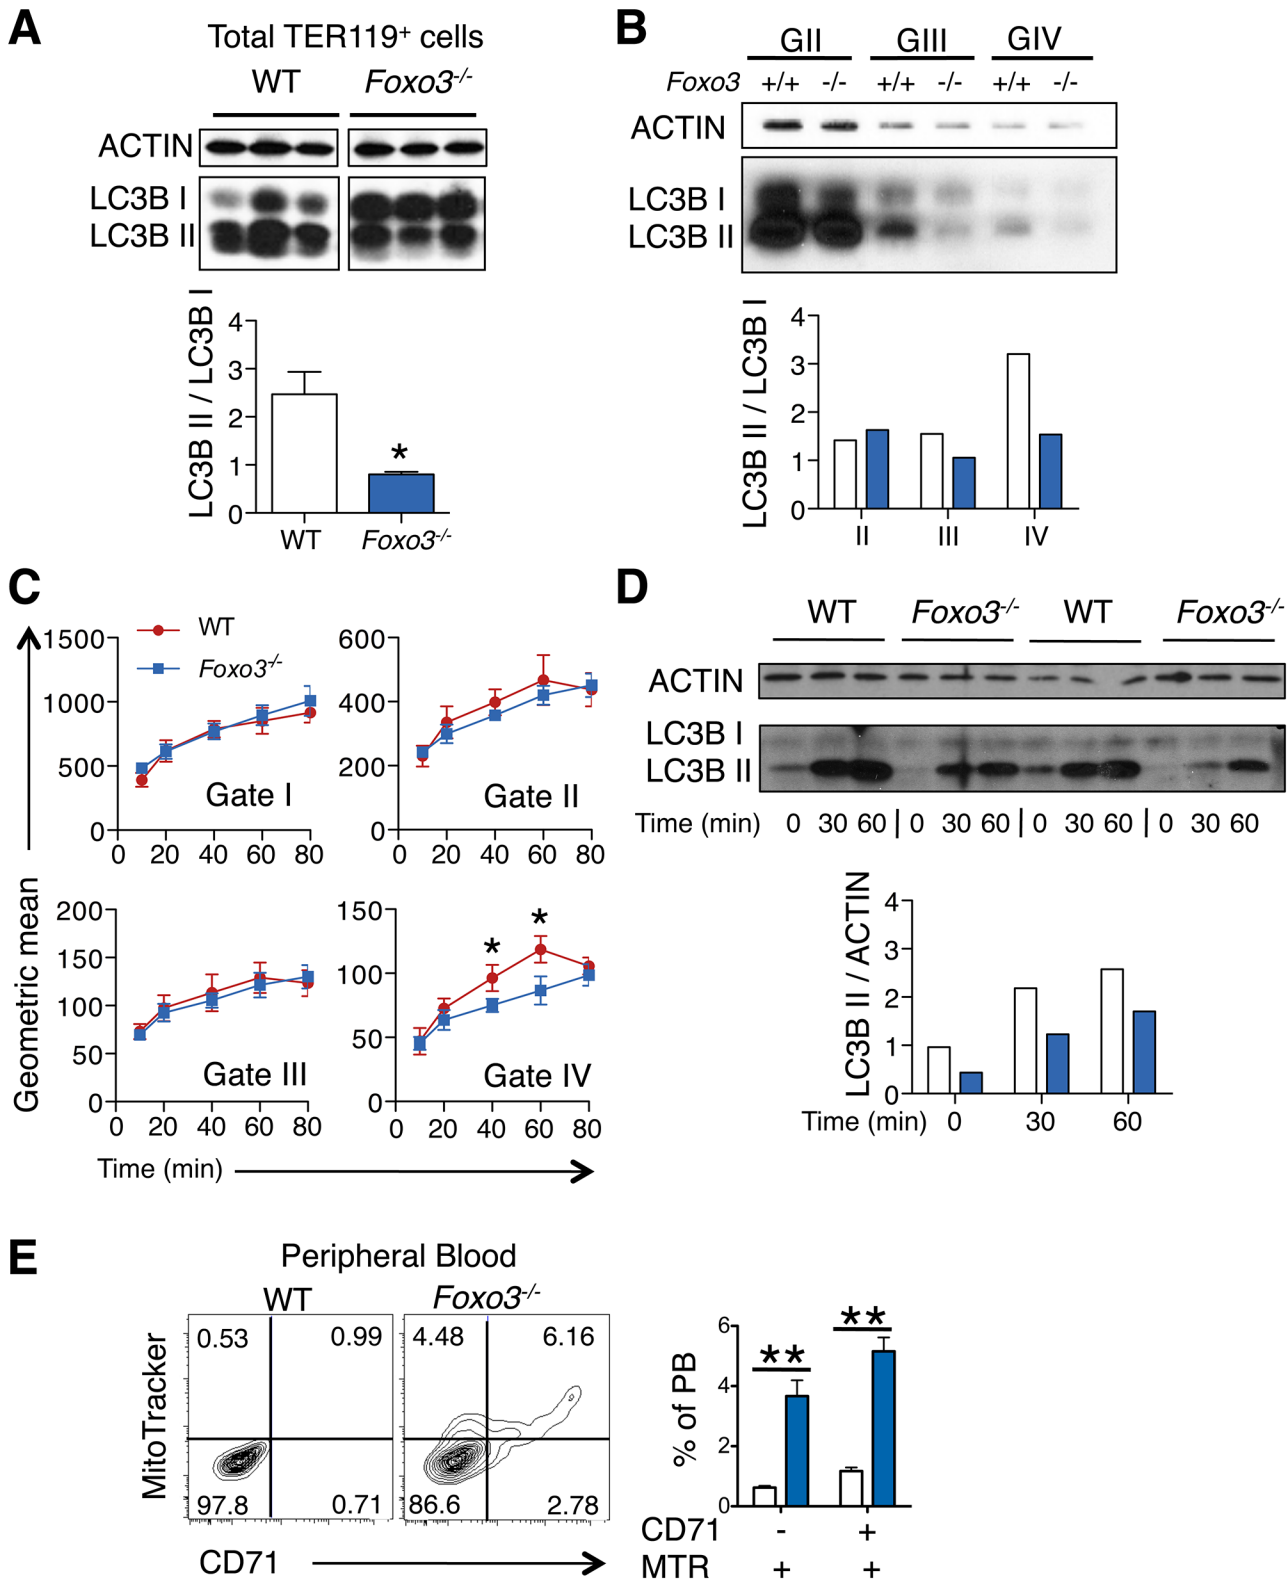 A
Total TER119+ cells
WT Foxo3-/-
ACTIN
LC3B I
LC3B II
LC3B II / LC3B I
4
3
2
1
0
*
WT Foxo3-/-
B
GII GIII GIV
Foxo3 +/+ -/- +/+ -/- +/+ -/-
ACTIN
LC3B I
LC3B II
LC3B II / LC3B I
4
3
2
1
0
II III IV
C
WT
Foxo3-/-
1500
1000
500
0
Gate I
0 20 40 60 80
600
400
200
0
Gate II
0 20 40 60 80
Geometric mean
200
150
100
50
0
Gate III
0 20 40 60 80
150
100
50
0
* *
Gate IV
0 20 40 60 80
Time (min)
D
WT Foxo3-/- WT Foxo3-/-
ACTIN
LC3B I
LC3B II
Time (min) 0 30 60 | 0 30 60 | 0 30 60 | 0 30 60
LC3B II / ACTIN
4
3
2
1
0
Time (min) 0 30 60
E
Peripheral Blood
WT Foxo3-/-
MitoTracker
0.53 0.99
97.8 0.71
4.48 6.16
86.6 2.78
CD71
% of PB
6
4
2
0
** **
CD71 - +
MTR + +